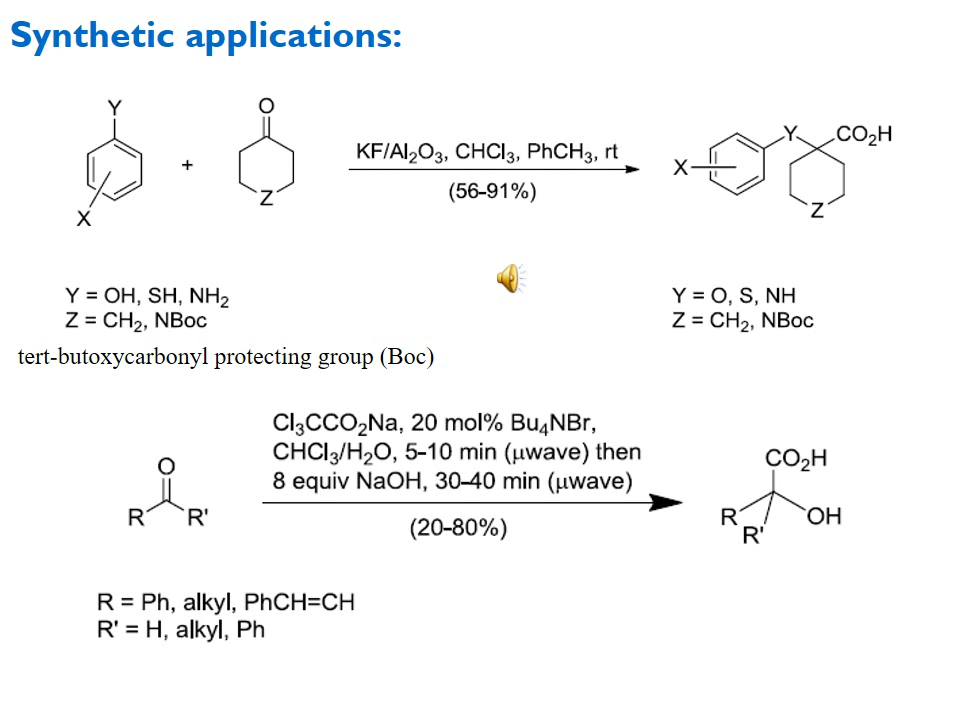 Synthetic applications:
Y
X
+
O
Z
KF/Al₂O₃, CHCl₃, PhCH₃, rt
(56-91%)
X
Y
CO₂H
Z
Y = OH, SH, NH₂
Z = CH₂, NBoc
Y = O, S, NH
Z = CH₂, NBoc
tert-butoxycarbonyl protecting group (Boc)
O
R
R'
Cl₃CCO₂Na, 20 mol% Bu₄NBr,
CHCl₃/H₂O, 5-10 min (μwave) then
8 equiv NaOH, 30-40 min (μwave)
(20-80%)
CO₂H
R
R'
OH
R = Ph, alkyl, PhCH=CH
R' = H, alkyl, Ph